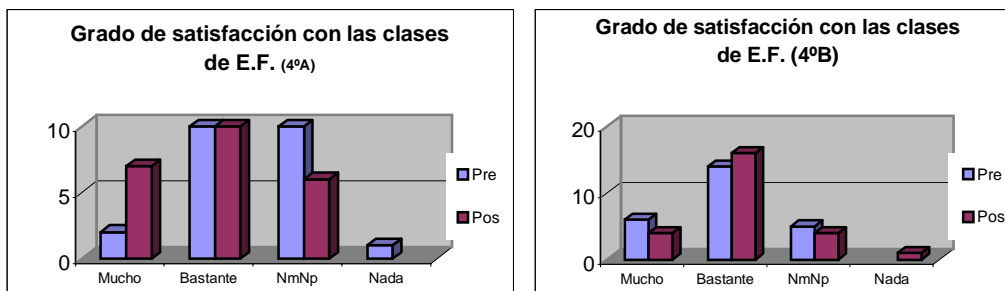 Grado de satisfacción con las clases
de E.F. (4ºA)
10
5
0
Mucho Bastante NmNp Nada
Pre
Pos
Grado de satisfacción con las clases
de E.F. (4ºB)
20
10
0
Mucho Bastante NmNp Nada
Pre
Pos